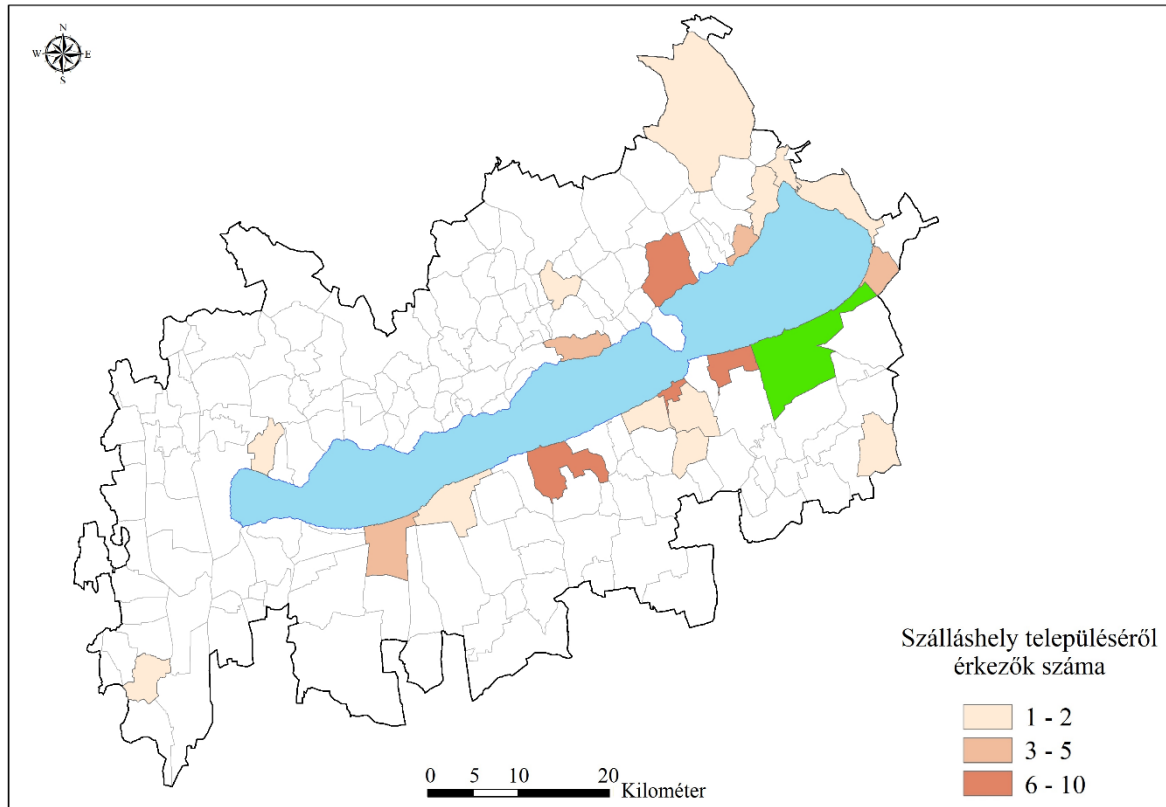 N
W E
S
Szálláshely településéről
érkezők száma
1 - 2
3 - 5
6 - 10
0 5 10 20
Kilométer